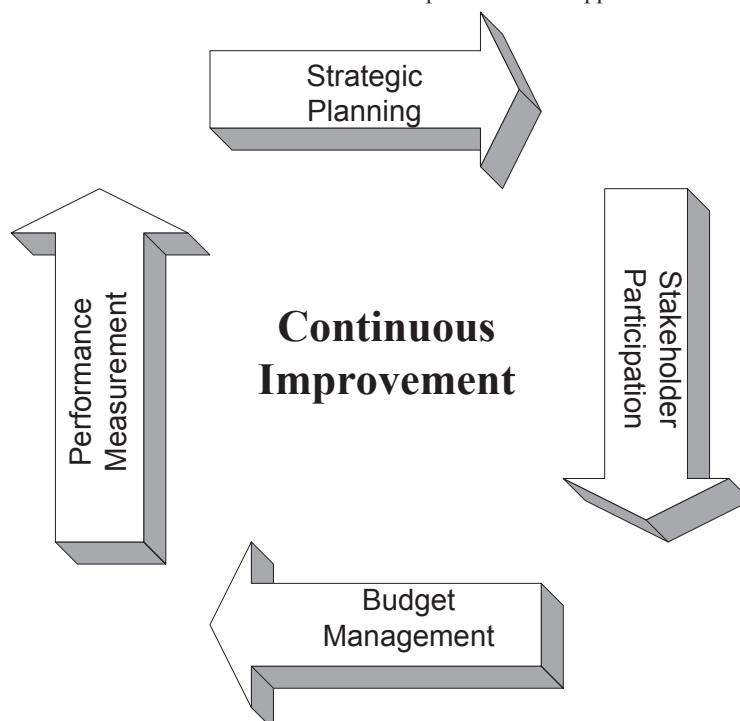 Strategic
Planning
Stakeholder
Participation
Continuous
Improvement
Performance
Measurement
Budget
Management